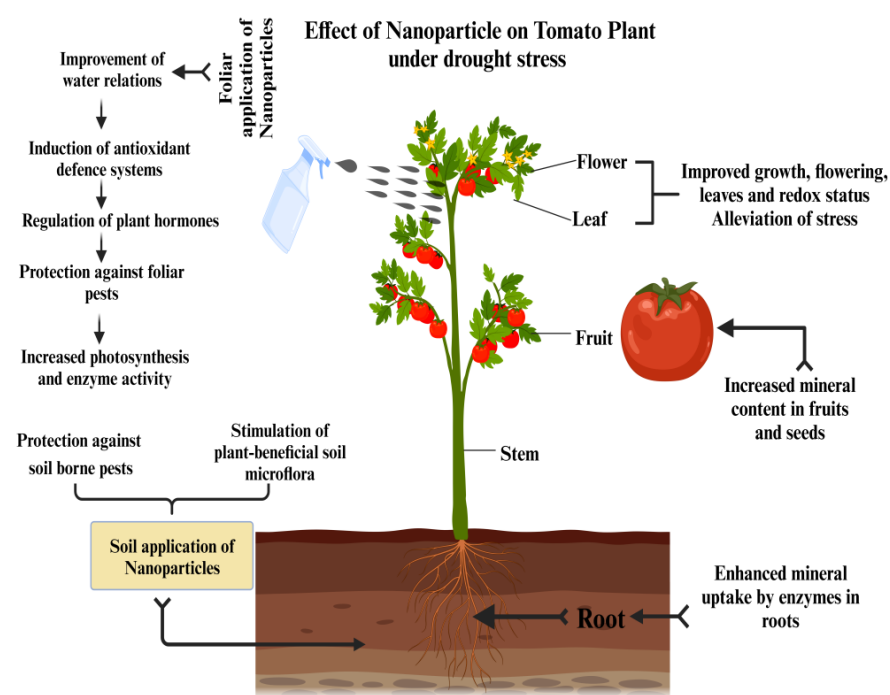 Effect of Nanoparticle on Tomato Plant
under drought stress
Foliar
application of
Nanoparticles
Improvement of
water relations
Induction of antioxidant
defence systems
Regulation of plant hormones
Protection against foliar
pests
Increased photosynthesis
and enzyme activity
Flower
Leaf
Improved growth, flowering,
leaves and redox status
Alleviation of stress
Fruit
Increased mineral
content in fruits
and seeds
Stem
Protection against
soil borne pests
Stimulation of
plant-beneficial soil
microflora
Soil application of
Nanoparticles
Root
Enhanced mineral
uptake by enzymes in
roots